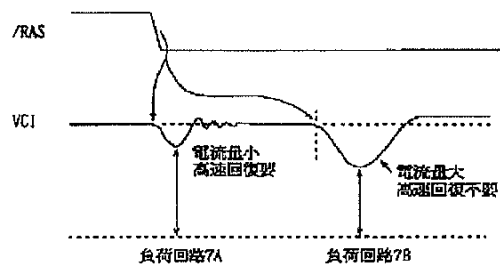 /RAS
VCI
電流量小
高速回復要
電流量大
高速回復不要
負荷回路7A
負荷回路7B